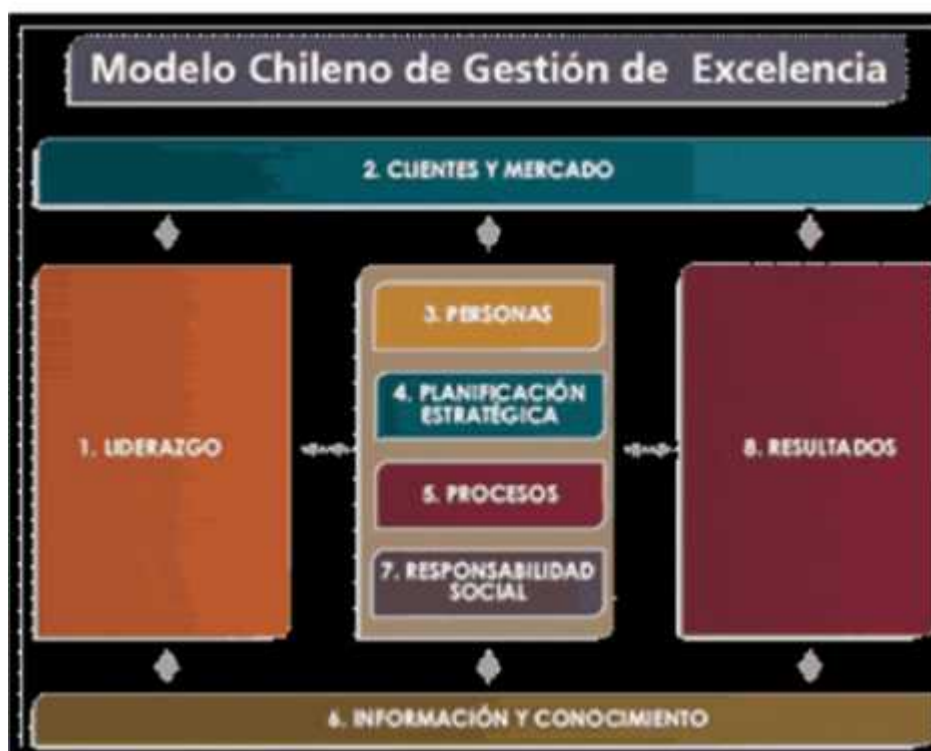 Modelo Chileno de Gestión de Excelencia
2. CLIENTES Y MERCADO
1. LIDERAZGO
3. PERSONAS
4. PLANIFICACIÓN
ESTRATÉGICA
5. PROCESOS
7. RESPONSABILIDAD
SOCIAL
8. RESULTADOS
6. INFORMACIÓN Y CONOCIMIENTO